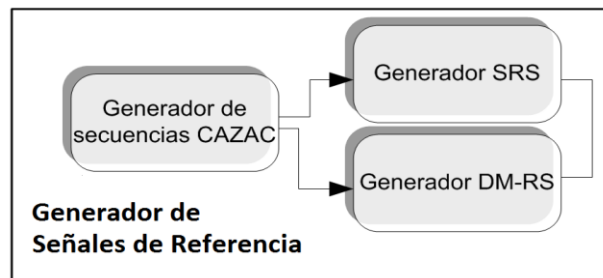 Generador SRS
Generador de
secuencias CAZAC
Generador DM-RS
Generador de
Señales de Referencia